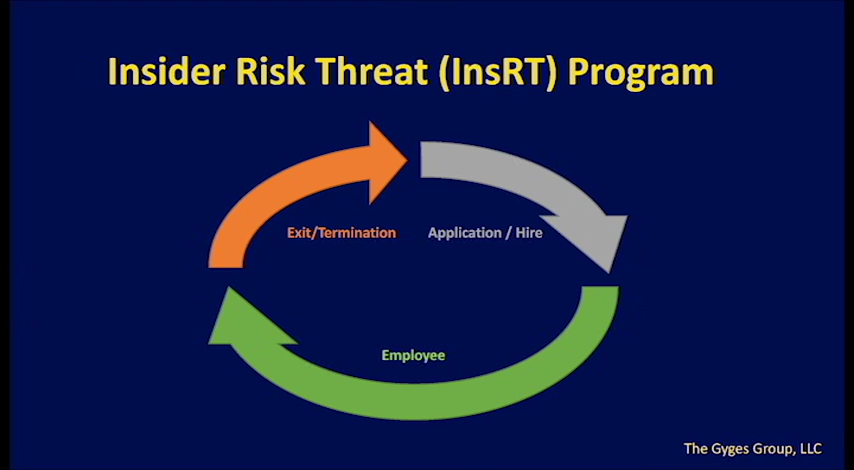 Insider Risk Threat (InsRT) Program
Exit/Termination
Application / Hire
Employee
The Gyges Group, LLC